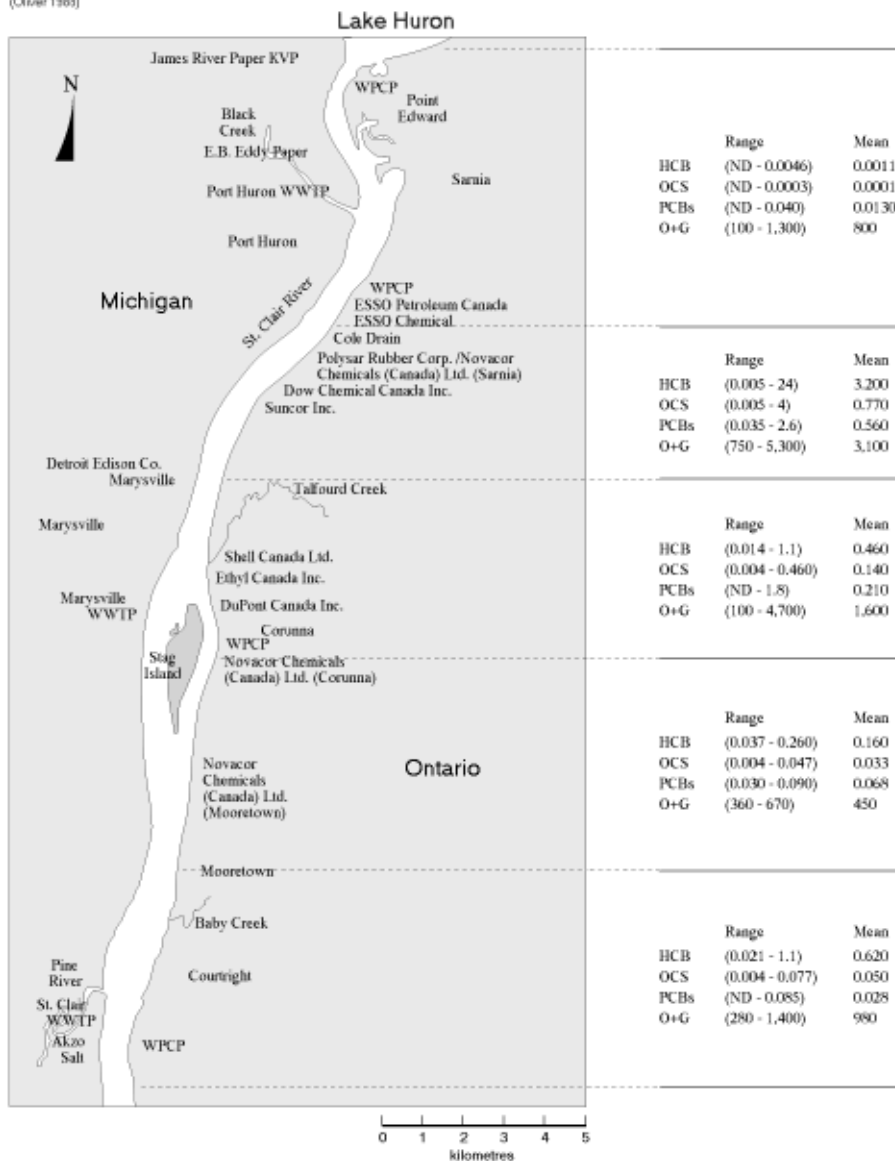 (Oliver 1988)
Lake Huron
James River Paper KVP
N
WPCP
Point
Edward
Black
Creek
E.B. Eddy Paper
Sarnia
Port Huron WWTP
Port Huron
Michigan
St. Clair River
WPCP
ESSO Petroleum Canada
ESSO Chemical
Cole Drain
Polysar Rubber Corp. /Novacor
Chemicals (Canada) Ltd. (Sarnia)
Dow Chemical Canada Inc.
Suncor Inc.
Detroit Edison Co.
Marysville
Talfourd Creek
Marysville
Shell Canada Ltd.
Ethyl Canada Inc.
Marysville
WWTP
DuPont Canada Inc.
Corunna
WPCP
Stag
Island
Novacor Chemicals
(Canada) Ltd. (Corunna)
Novacor
Chemicals
(Canada) Ltd.
(Mooretown)
Ontario
Mooretown
Baby Creek
Pine
River
Courtright
St. Clair
WWTP
Akzo
Salt
WPCP
0 1 2 3 4 5
kilometres
Range Mean
HCB (ND - 0.0046) 0.0011
OCS (ND - 0.0003) 0.0001
PCBs (ND - 0.040) 0.0130
O+G (100 - 1,300) 800
Range Mean
HCB (0.005 - 24) 3.200
OCS (0.005 - 4) 0.770
PCBs (0.035 - 2.6) 0.560
O+G (750 - 5,300) 3,100
Range Mean
HCB (0.014 - 1.1) 0.460
OCS (0.004 - 0.460) 0.140
PCBs (ND - 1.8) 0.210
O+G (100 - 4,700) 1,600
Range Mean
HCB (0.037 - 0.260) 0.160
OCS (0.004 - 0.047) 0.033
PCBs (0.030 - 0.090) 0.068
O+G (360 - 670) 450
Range Mean
HCB (0.021 - 1.1) 0.620
OCS (0.004 - 0.077) 0.050
PCBs (ND - 0.085) 0.028
O+G (280 - 1,400) 980